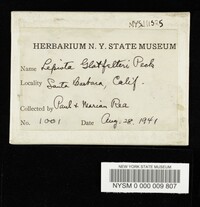 HERBARIUM N. Y. STATE MUSEUM
Name Lepiota Glatfelteri Peck
Locality Santa Barbara, Calif.
Collected by Paul & Marian Rea
No. 1001 Date Aug. 28. 1941
NEW YORK STATE MUSEUM
NYSM 0 000 009 807